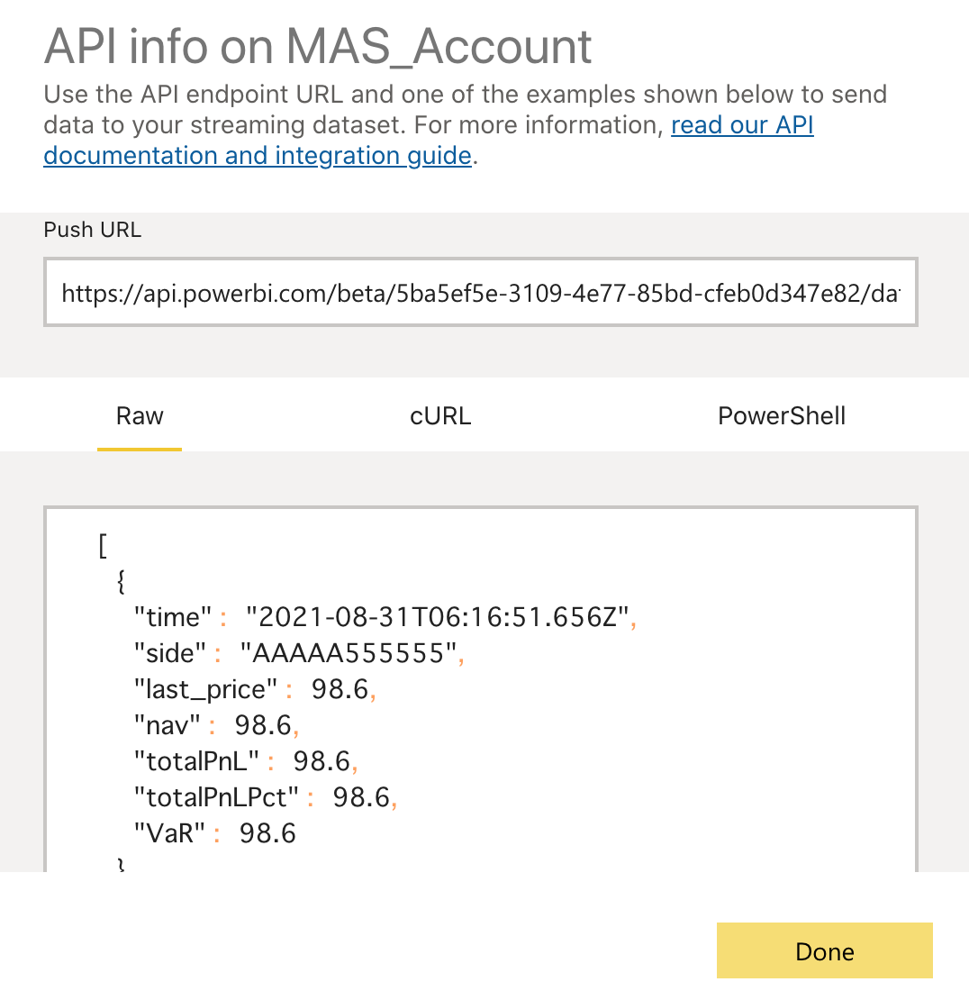 API info on MAS_Account
Use the API endpoint URL and one of the examples shown below to send
data to your streaming dataset. For more information, read our API
documentation and integration guide.
Push URL
https://api.powerbi.com/beta/5ba5ef5e-3109-4e77-85bd-cfeb0d347e82/da
Raw cURL PowerShell
[
{
"time" : "2021-08-31T06:16:51.656Z",
"side" : "AAAAA555555",
"last_price" : 98.6,
"nav" : 98.6,
"totalPnL" : 98.6,
"totalPnLPct" : 98.6,
"VaR" : 98.6
}
Done